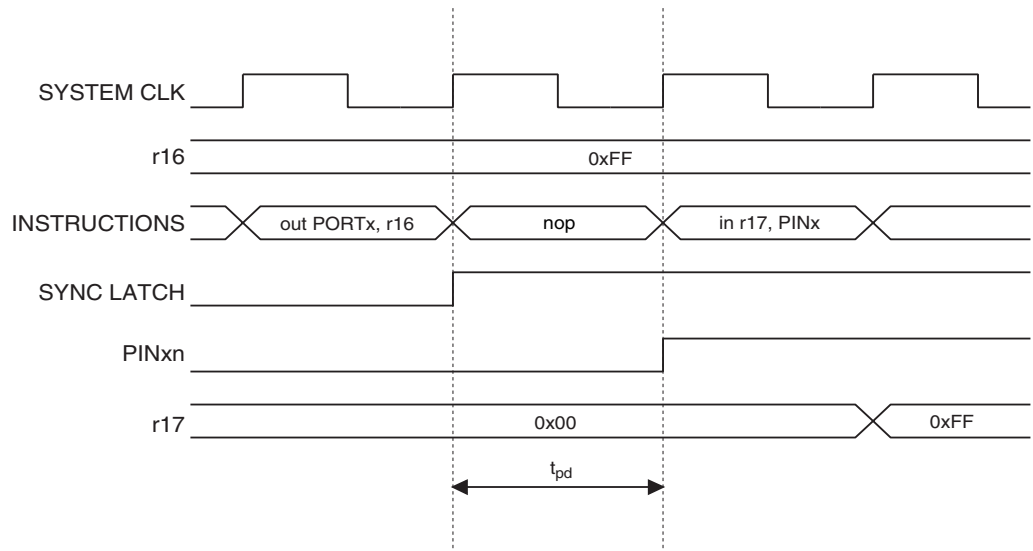 SYSTEM CLK
r16
0xFF
INSTRUCTIONS
out PORTx, r16
nop
in r17, PINx
SYNC LATCH
PINxn
r17
0x00
0xFF
tpd